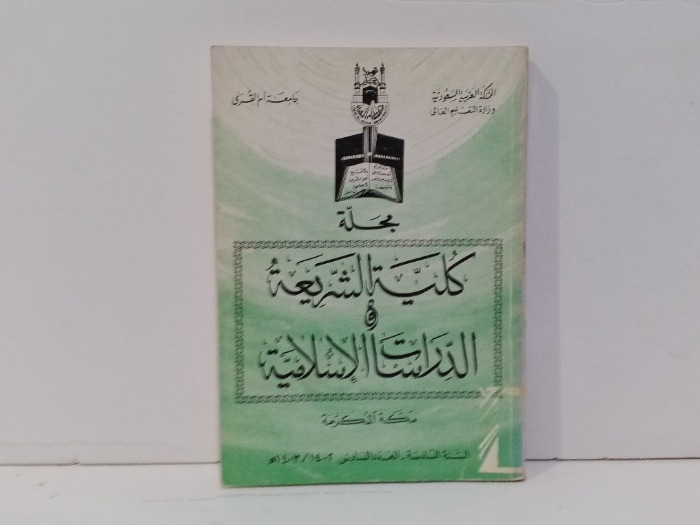 المملكة العربية السعودية
وزارة التعليم العالي
جامعة أم القرى
مجلة
كلية الشريعة
و
الدراسات الإسلامية
مكة المكرمة
السنة السادسة - العدد السادس ١٤٠٢/١٤٠٣هـ